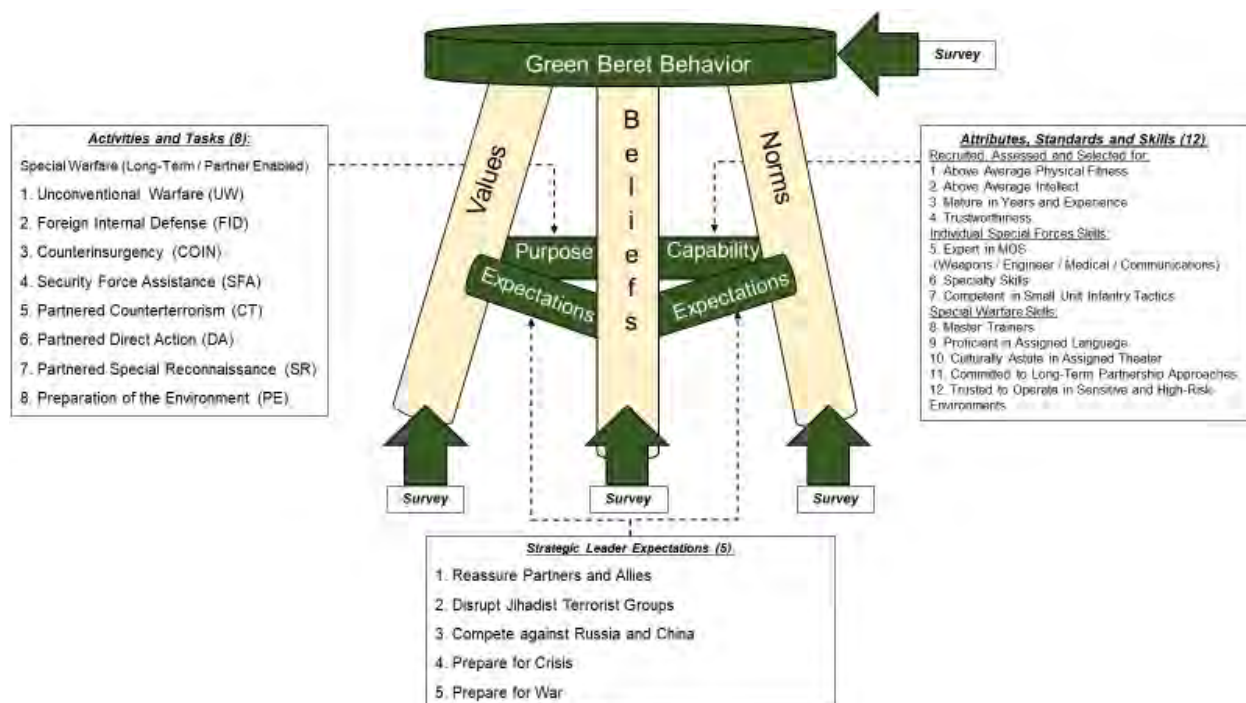 Green Beret Behavior
Survey
Activities and Tasks (8):
Special Warfare (Long-Term / Partner Enabled)
1. Unconventional Warfare (UW)
2. Foreign Internal Defense (FID)
3. Counterinsurgency (COIN)
4. Security Force Assistance (SFA)
5. Partnered Counterterrorism (CT)
6. Partnered Direct Action (DA)
7. Partnered Special Reconnaissance (SR)
8. Preparation of the Environment (PE)
Values
Beliefs
Norms
Purpose
Capability
Expectations
Expectations
Attributes, Standards and Skills (12)
Recruited, Assessed and Selected for:
1. Above Average Physical Fitness
2. Above Average Intellect
3. Mature in Years and Experience
4. Trustworthiness
Individual Special Forces Skills:
5. Expert in MOS
(Weapons / Engineer / Medical / Communications)
6. Specialty Skills
7. Competent in Small Unit Infantry Tactics
Special Warfare Skills:
8. Master Trainers
9. Proficient in Assigned Language
10. Culturally Astute in Assigned Theater
11. Committed to Long-Term Partnership Approaches
12. Trusted to Operate in Sensitive and High-Risk
Environments
Survey
Survey
Survey
Strategic Leader Expectations (5)
1. Reassure Partners and Allies
2. Disrupt Jihadist Terrorist Groups
3. Compete against Russia and China
4. Prepare for Crisis
5. Prepare for War